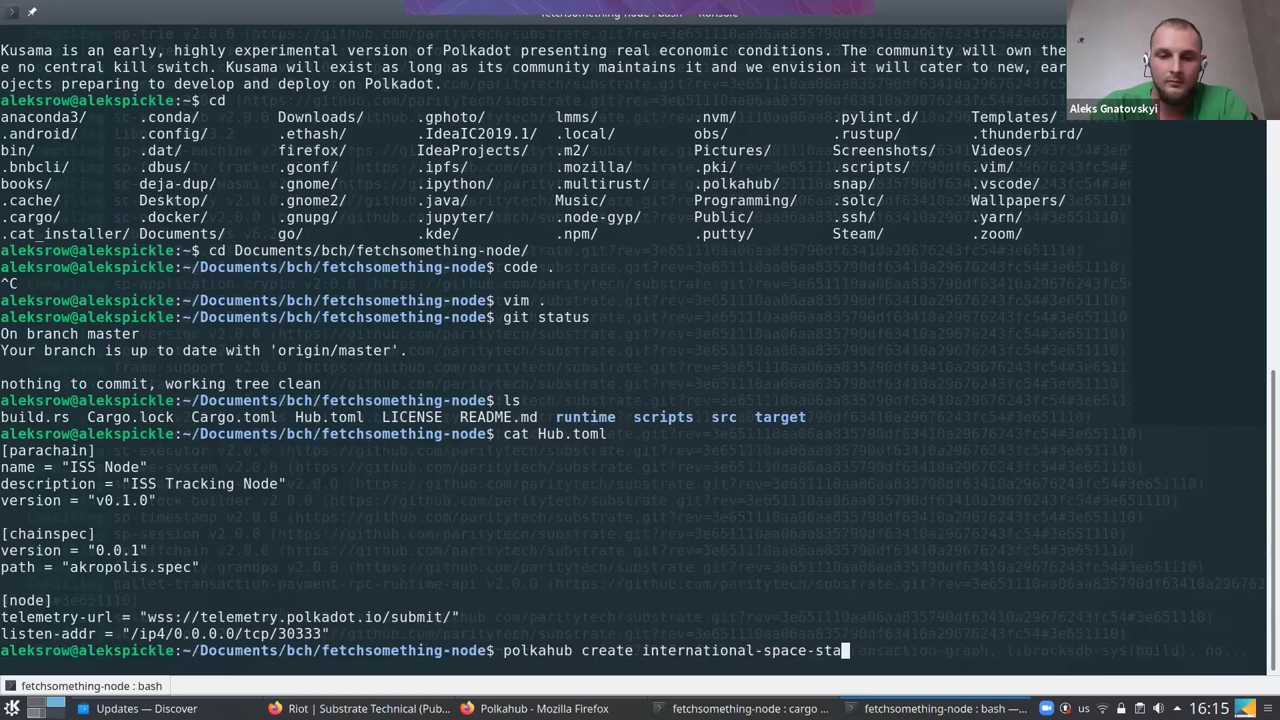 fetchsomething-node : bash — Konsole
Kusama is an early, highly experimental version of Polkadot presenting real economic conditions. The community will own the
e no central kill switch. Kusama will exist as long as its community maintains it and we envision it will cater to new, ear
ojects preparing to develop and deploy on Polkadot.
aleksrow@alekspickle:~$ cd
anaconda3/ .conda/ Downloads/ .gphoto/ lmms/ .nvm/ .pylint.d/ Templates/
.android/ .config/ .ethash/ .IdeaIC2019.1/ .local/ obs/ .rustup/ .thunderbird/
bin/ .dat/ firefox/ IdeaProjects/ .m2/ Pictures/ Screenshots/ Videos/
.bnbcli/ .dbus/ .gconf/ .ipfs/ .mozilla/ .pki/ .scripts/ .vim/
books/ deja-dup/ .gnome/ .ipython/ .multirust/ .polkahub/ snap/ .vscode/
.cache/ Desktop/ .gnome2/ .java/ Music/ Programming/ .solc/ Wallpapers/
.cargo/ .docker/ .gnupg/ .jupyter/ .node-gyp/ Public/ .ssh/ .yarn/
.cat_installer/ Documents/ go/ .kde/ .npm/ .putty/ Steam/ .zoom/
aleksrow@alekspickle:~$ cd Documents/bch/fetchsomething-node/
aleksrow@alekspickle:~/Documents/bch/fetchsomething-node$ code .
^C
aleksrow@alekspickle:~/Documents/bch/fetchsomething-node$ vim .
aleksrow@alekspickle:~/Documents/bch/fetchsomething-node$ git status
On branch master
Your branch is up to date with 'origin/master'.
nothing to commit, working tree clean
aleksrow@alekspickle:~/Documents/bch/fetchsomething-node$ ls
build.rs Cargo.lock Cargo.toml Hub.toml LICENSE README.md runtime scripts src target
aleksrow@alekspickle:~/Documents/bch/fetchsomething-node$ cat Hub.toml
[parachain]
name = "ISS Node"
description = "ISS Tracking Node"
version = "v0.1.0"
[chainspec]
version = "0.0.1"
path = "akropolis.spec"
[node]
telemetry-url = "wss://telemetry.polkadot.io/submit/"
listen-addr = "/ip4/0.0.0.0/tcp/30333"
aleksrow@alekspickle:~/Documents/bch/fetchsomething-node$ polkahub create international-space-sta
Aleks Gnatovskyi
fetchsomething-node : bash
Updates — Discover
Riot | Substrate Technical (Pub...
Polkahub - Mozilla Firefox
fetchsomething-node : cargo ...
fetchsomething-node : bash —...
us
16:15